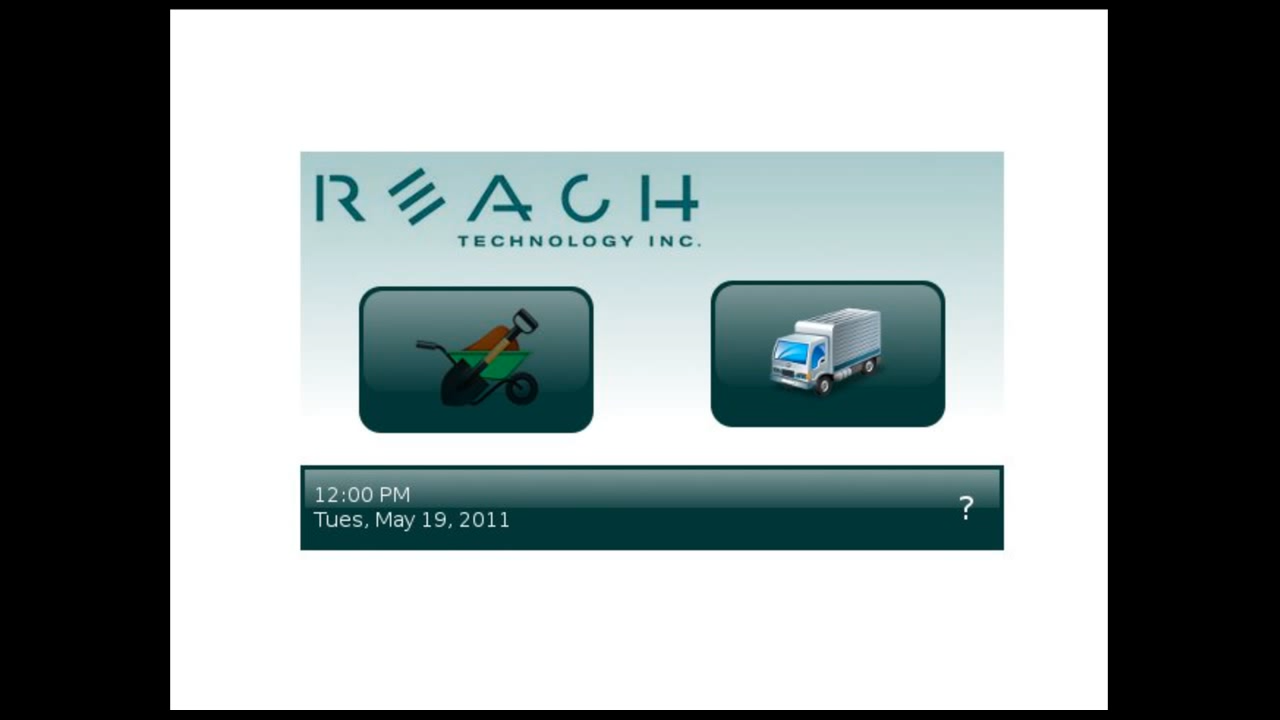 REACH
TECHNOLOGY INC.
12:00 PM
Tues, May 19, 2011
?